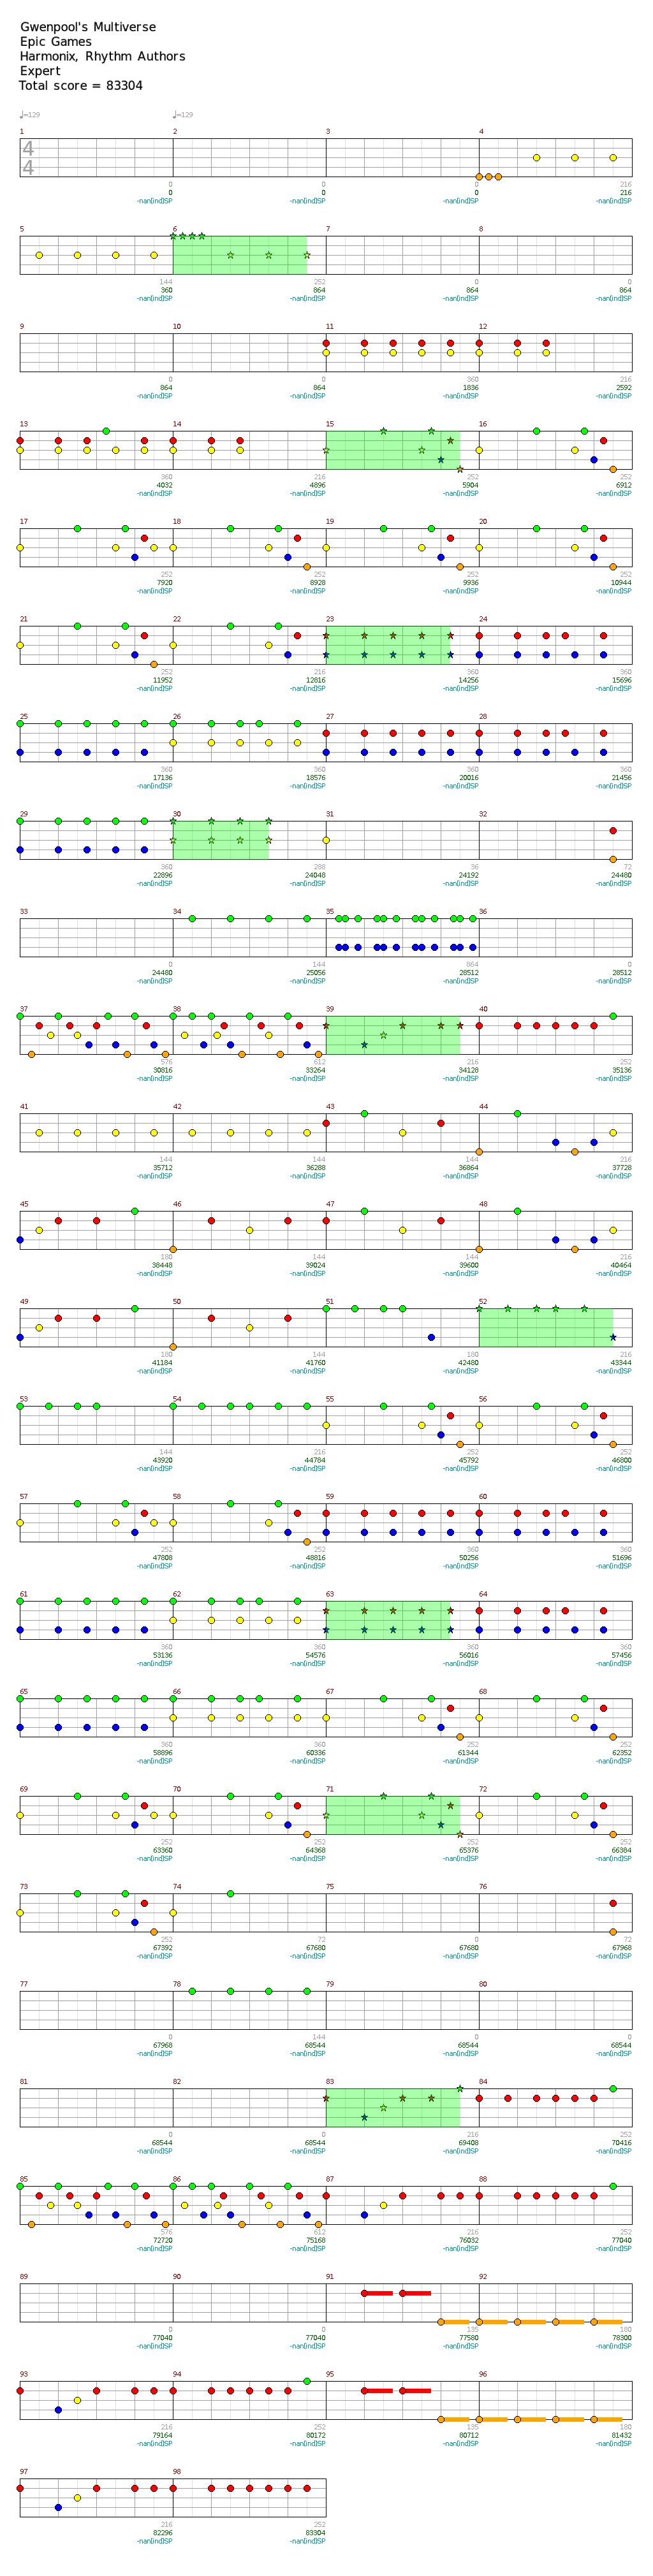 Gwenpool's Multiverse
Epic Games
Harmonix, Rhythm Authors
Expert
Total score = 83304
♩=129 ♩=129
1 2 3 4
4
4
0 0 0 216
0 0 0 216
-nan(ind)SP -nan(ind)SP -nan(ind)SP -nan(ind)SP
5 6 7 8
144 252 0 0
360 864 864 864
-nan(ind)SP -nan(ind)SP -nan(ind)SP -nan(ind)SP
9 10 11 12
0 0 360 216
864 864 1836 2592
-nan(ind)SP -nan(ind)SP -nan(ind)SP -nan(ind)SP
13 14 15 16
360 216 252 252
4032 4896 5904 6912
-nan(ind)SP -nan(ind)SP -nan(ind)SP -nan(ind)SP
17 18 19 20
252 252 252 252
7920 8928 9936 10944
-nan(ind)SP -nan(ind)SP -nan(ind)SP -nan(ind)SP
21 22 23 24
252 216 360 360
11952 12816 14256 15696
-nan(ind)SP -nan(ind)SP -nan(ind)SP -nan(ind)SP
25 26 27 28
360 360 360 360
17136 18576 20016 21456
-nan(ind)SP -nan(ind)SP -nan(ind)SP -nan(ind)SP
29 30 31 32
360 288 36 72
22896 24048 24192 24480
-nan(ind)SP -nan(ind)SP -nan(ind)SP -nan(ind)SP
33 34 35 36
0 144 864 0
24480 25056 28512 28512
-nan(ind)SP -nan(ind)SP -nan(ind)SP -nan(ind)SP
37 38 39 40
576 612 216 252
30816 33264 34128 35136
-nan(ind)SP -nan(ind)SP -nan(ind)SP -nan(ind)SP
41 42 43 44
144 144 144 216
35712 36288 36864 37728
-nan(ind)SP -nan(ind)SP -nan(ind)SP -nan(ind)SP
45 46 47 48
180 144 144 216
38448 39024 39600 40464
-nan(ind)SP -nan(ind)SP -nan(ind)SP -nan(ind)SP
49 50 51 52
180 144 180 216
41184 41760 42480 43344
-nan(ind)SP -nan(ind)SP -nan(ind)SP -nan(ind)SP
53 54 55 56
144 216 252 252
43920 44784 45792 46800
-nan(ind)SP -nan(ind)SP -nan(ind)SP -nan(ind)SP
57 58 59 60
252 252 360 360
47808 48816 50256 51696
-nan(ind)SP -nan(ind)SP -nan(ind)SP -nan(ind)SP
61 62 63 64
360 360 360 360
53136 54576 56016 57456
-nan(ind)SP -nan(ind)SP -nan(ind)SP -nan(ind)SP
65 66 67 68
360 360 252 252
58896 60336 61344 62352
-nan(ind)SP -nan(ind)SP -nan(ind)SP -nan(ind)SP
69 70 71 72
252 252 252 252
63360 64368 65376 66384
-nan(ind)SP -nan(ind)SP -nan(ind)SP -nan(ind)SP
73 74 75 76
252 72 0 72
67392 67680 67680 67968
-nan(ind)SP -nan(ind)SP -nan(ind)SP -nan(ind)SP
77 78 79 80
0 144 0 0
67968 68544 68544 68544
-nan(ind)SP -nan(ind)SP -nan(ind)SP -nan(ind)SP
81 82 83 84
0 0 216 252
68544 68544 69408 70416
-nan(ind)SP -nan(ind)SP -nan(ind)SP -nan(ind)SP
85 86 87 88
576 612 216 252
72720 75168 76032 77040
-nan(ind)SP -nan(ind)SP -nan(ind)SP -nan(ind)SP
89 90 91 92
0 0 135 180
77040 77040 77580 78300
-nan(ind)SP -nan(ind)SP -nan(ind)SP -nan(ind)SP
93 94 95 96
216 252 135 180
79164 80172 80712 81432
-nan(ind)SP -nan(ind)SP -nan(ind)SP -nan(ind)SP
97 98
216 252
82296 83304
-nan(ind)SP -nan(ind)SP